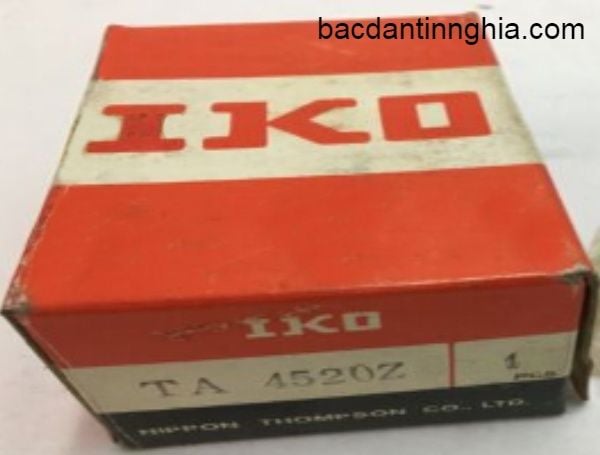 bacdantinnghia.com
IKO
IKO
TA 4520Z
1
PCS
NIPPON THOMPSON CO., LTD.